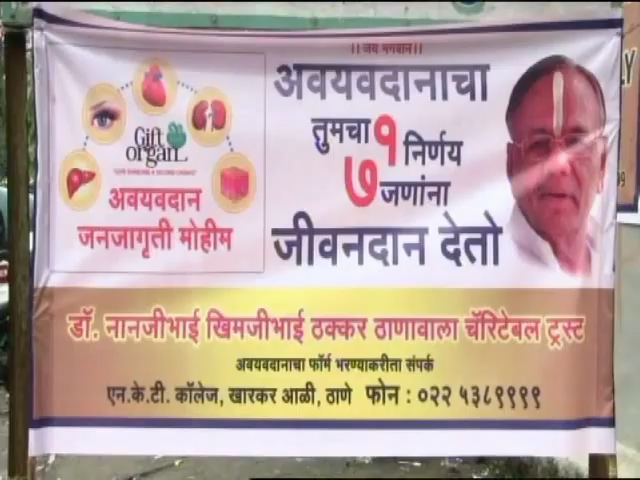 ।। जय भगवान ।।
अवयवदानाचा
तुमचा १ निर्णय
७ जणांना
जीवनदान देतो
Gift
organ
अवयवदान
जनजागृती मोहीम
डॉ. नानजीभाई खिमजीभाई ठक्कर ठाणावाला चॅरिटेबल ट्रस्ट
अवयवदानाचा फॉर्म भरण्याकरीता संपर्क
एन.के.टी. कॉलेज, खारकर आळी, ठाणे फोन : ०२२ ५३८९९९९